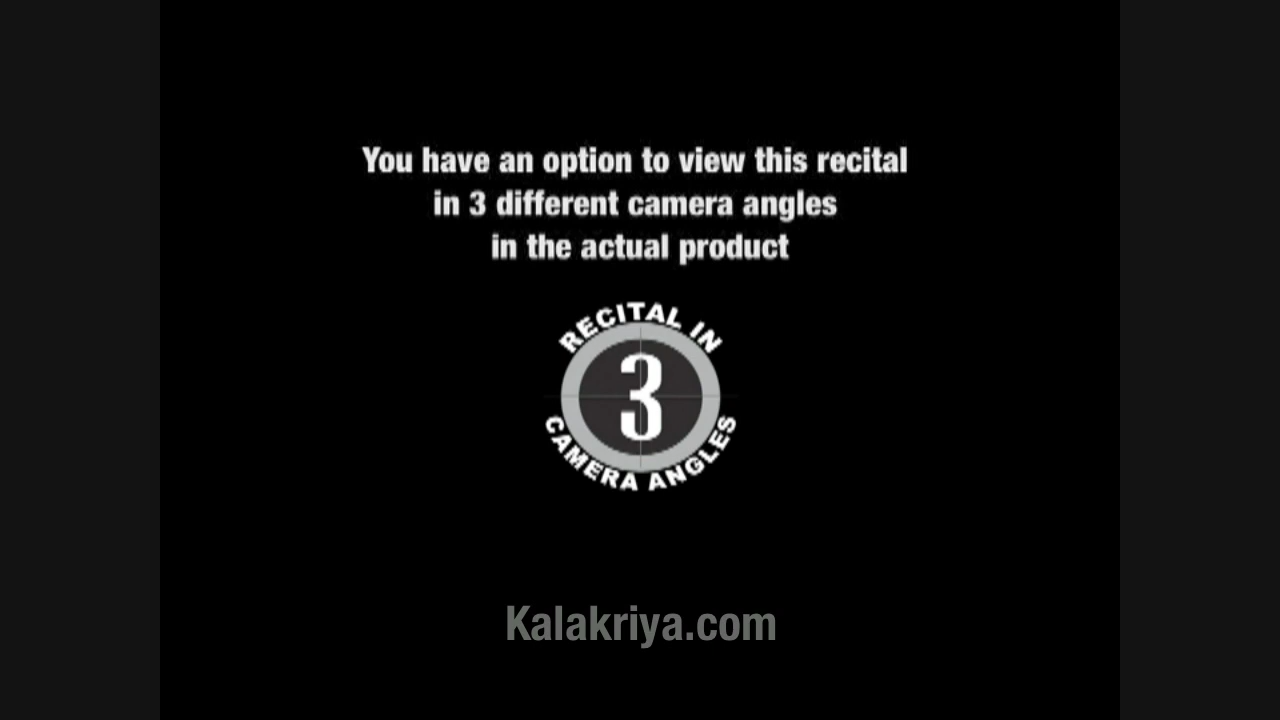 You have an option to view this recital
in 3 different camera angles
in the actual product
RECITAL IN
3
CAMERA ANGLES
Kalakriya.com